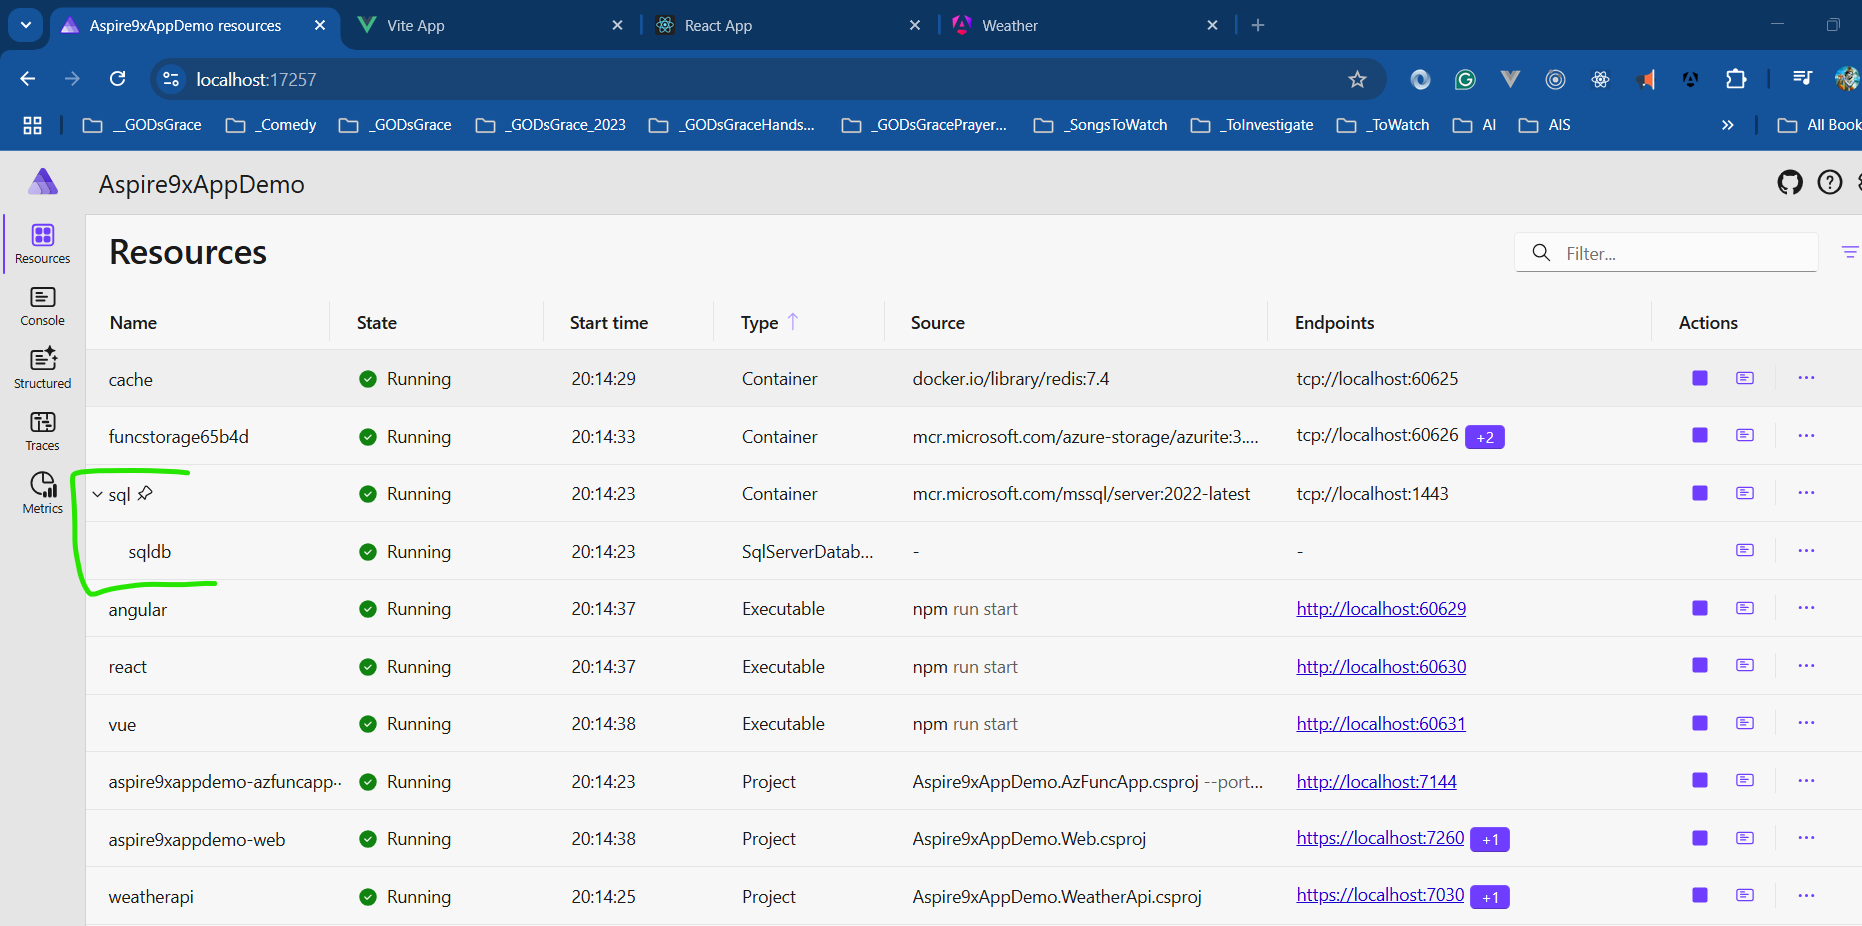 Aspire9xAppDemo resources
Vite App
React App
Weather
localhost:17257
__GODsGrace
_Comedy
_GODsGrace
_GODsGrace_2023
_GODsGraceHands...
_GODsGracePrayer...
_SongsToWatch
_ToInvestigate
_ToWatch
AI
AIS
All Book
Aspire9xAppDemo
Resources
Console
Structured
Traces
Metrics
Resources
Filter...
Name State Start time Type Source Endpoints Actions
cache Running 20:14:29 Container docker.io/library/redis:7.4 tcp://localhost:60625
funcstorage65b4d Running 20:14:33 Container mcr.microsoft.com/azure-storage/azurite:3.... tcp://localhost:60626 +2
sql Running 20:14:23 Container mcr.microsoft.com/mssql/server:2022-latest tcp://localhost:1443
sqldb Running 20:14:23 SqlServerDatab... - -
angular Running 20:14:37 Executable npm run start http://localhost:60629
react Running 20:14:37 Executable npm run start http://localhost:60630
vue Running 20:14:38 Executable npm run start http://localhost:60631
aspire9xappdemo-azfuncapp·· Running 20:14:23 Project Aspire9xAppDemo.AzFuncApp.csproj --port... http://localhost:7144
aspire9xappdemo-web Running 20:14:38 Project Aspire9xAppDemo.Web.csproj https://localhost:7260 +1
weatherapi Running 20:14:25 Project Aspire9xAppDemo.WeatherApi.csproj https://localhost:7030 +1